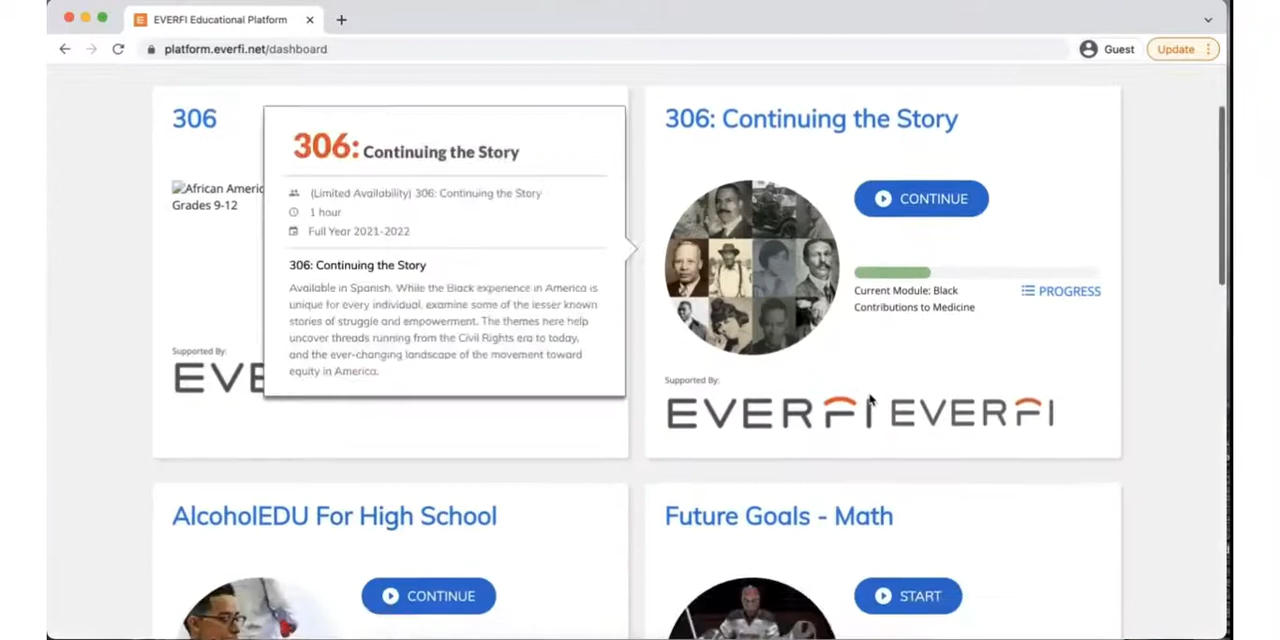 EVERFI Educational Platform
platform.everfi.net/dashboard
Guest
Update
306
African Ameri
Grades 9-12
Supported By:
EVE
306: Continuing the Story
(Limited Availability) 306: Continuing the Story
1 hour
Full Year 2021-2022
306: Continuing the Story
Available in Spanish. While the Black experience in America is
unique for every individual, examine some of the lesser known
stories of struggle and empowerment. The themes here help
uncover threads running from the Civil Rights era to today,
and the ever-changing landscape of the movement toward
equity in America.
306: Continuing the Story
CONTINUE
Current Module: Black
Contributions to Medicine
PROGRESS
Supported By:
EVERFI EVERFI
AlcoholEDU For High School
CONTINUE
Future Goals - Math
START